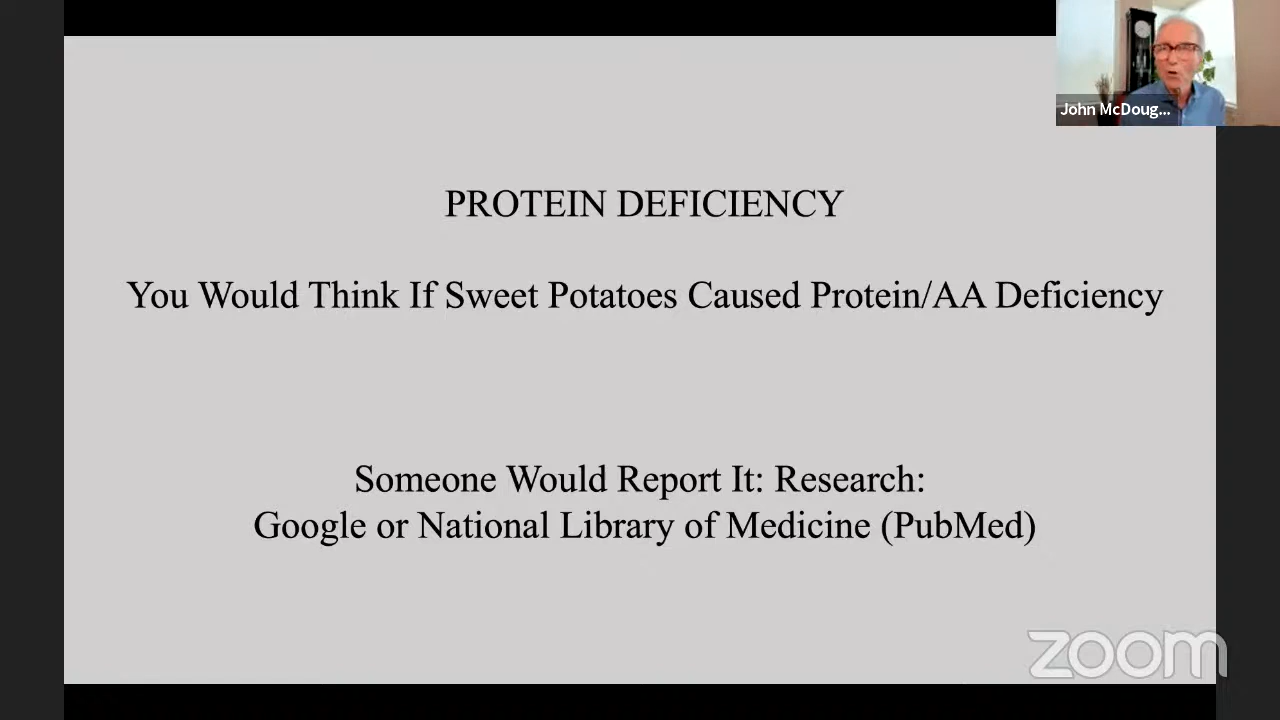 John McDoug...
PROTEIN DEFICIENCY
You Would Think If Sweet Potatoes Caused Protein/AA Deficiency
Someone Would Report It: Research:
Google or National Library of Medicine (PubMed)
zoom